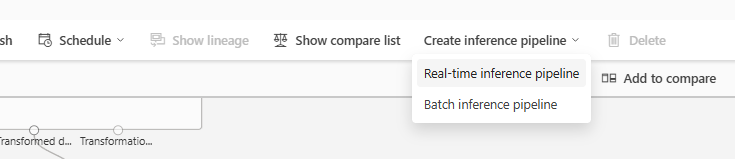 sh Schedule Show lineage Show compare list Create inference pipeline Delete
Real-time inference pipeline
Add to compare
Batch inference pipeline
ransformed d... Transformatio...